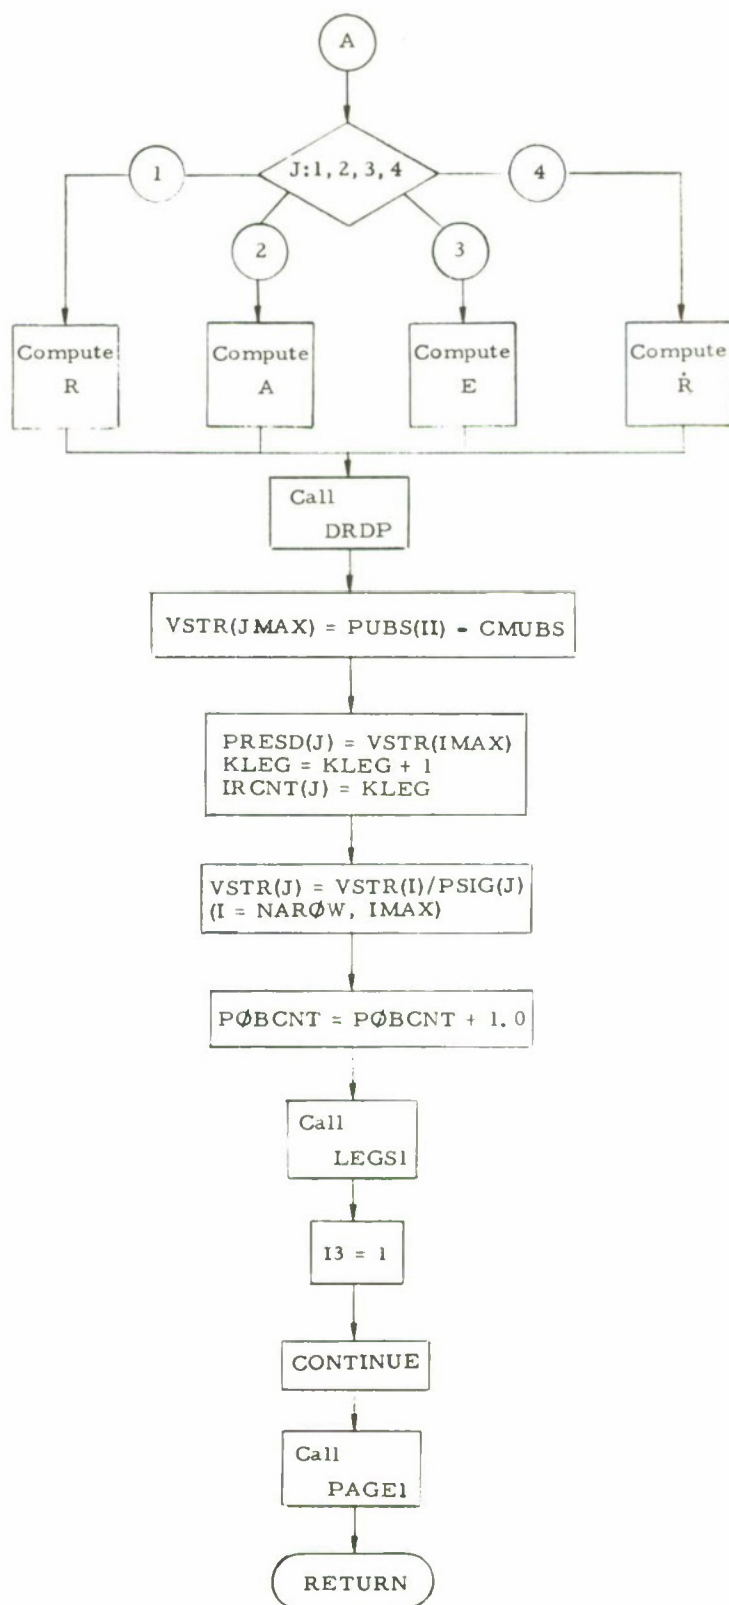 A
J:1, 2, 3, 4
1
4
2
3
Compute
R
Compute
A
Compute
E
Compute
Ṙ
Call
DRDP
VSTR(JMAX) = PUBS(II) - CMUBS
PRESD(J) = VSTR(IMAX)
KLEG = KLEG + 1
IRCNT(J) = KLEG
VSTR(J) = VSTR(I)/PSIG(J)
(I = NARØW, IMAX)
PØBCNT = PØBCNT + 1.0
Call
LEGS1
I3 = 1
CONTINUE
Call
PAGE1
RETURN